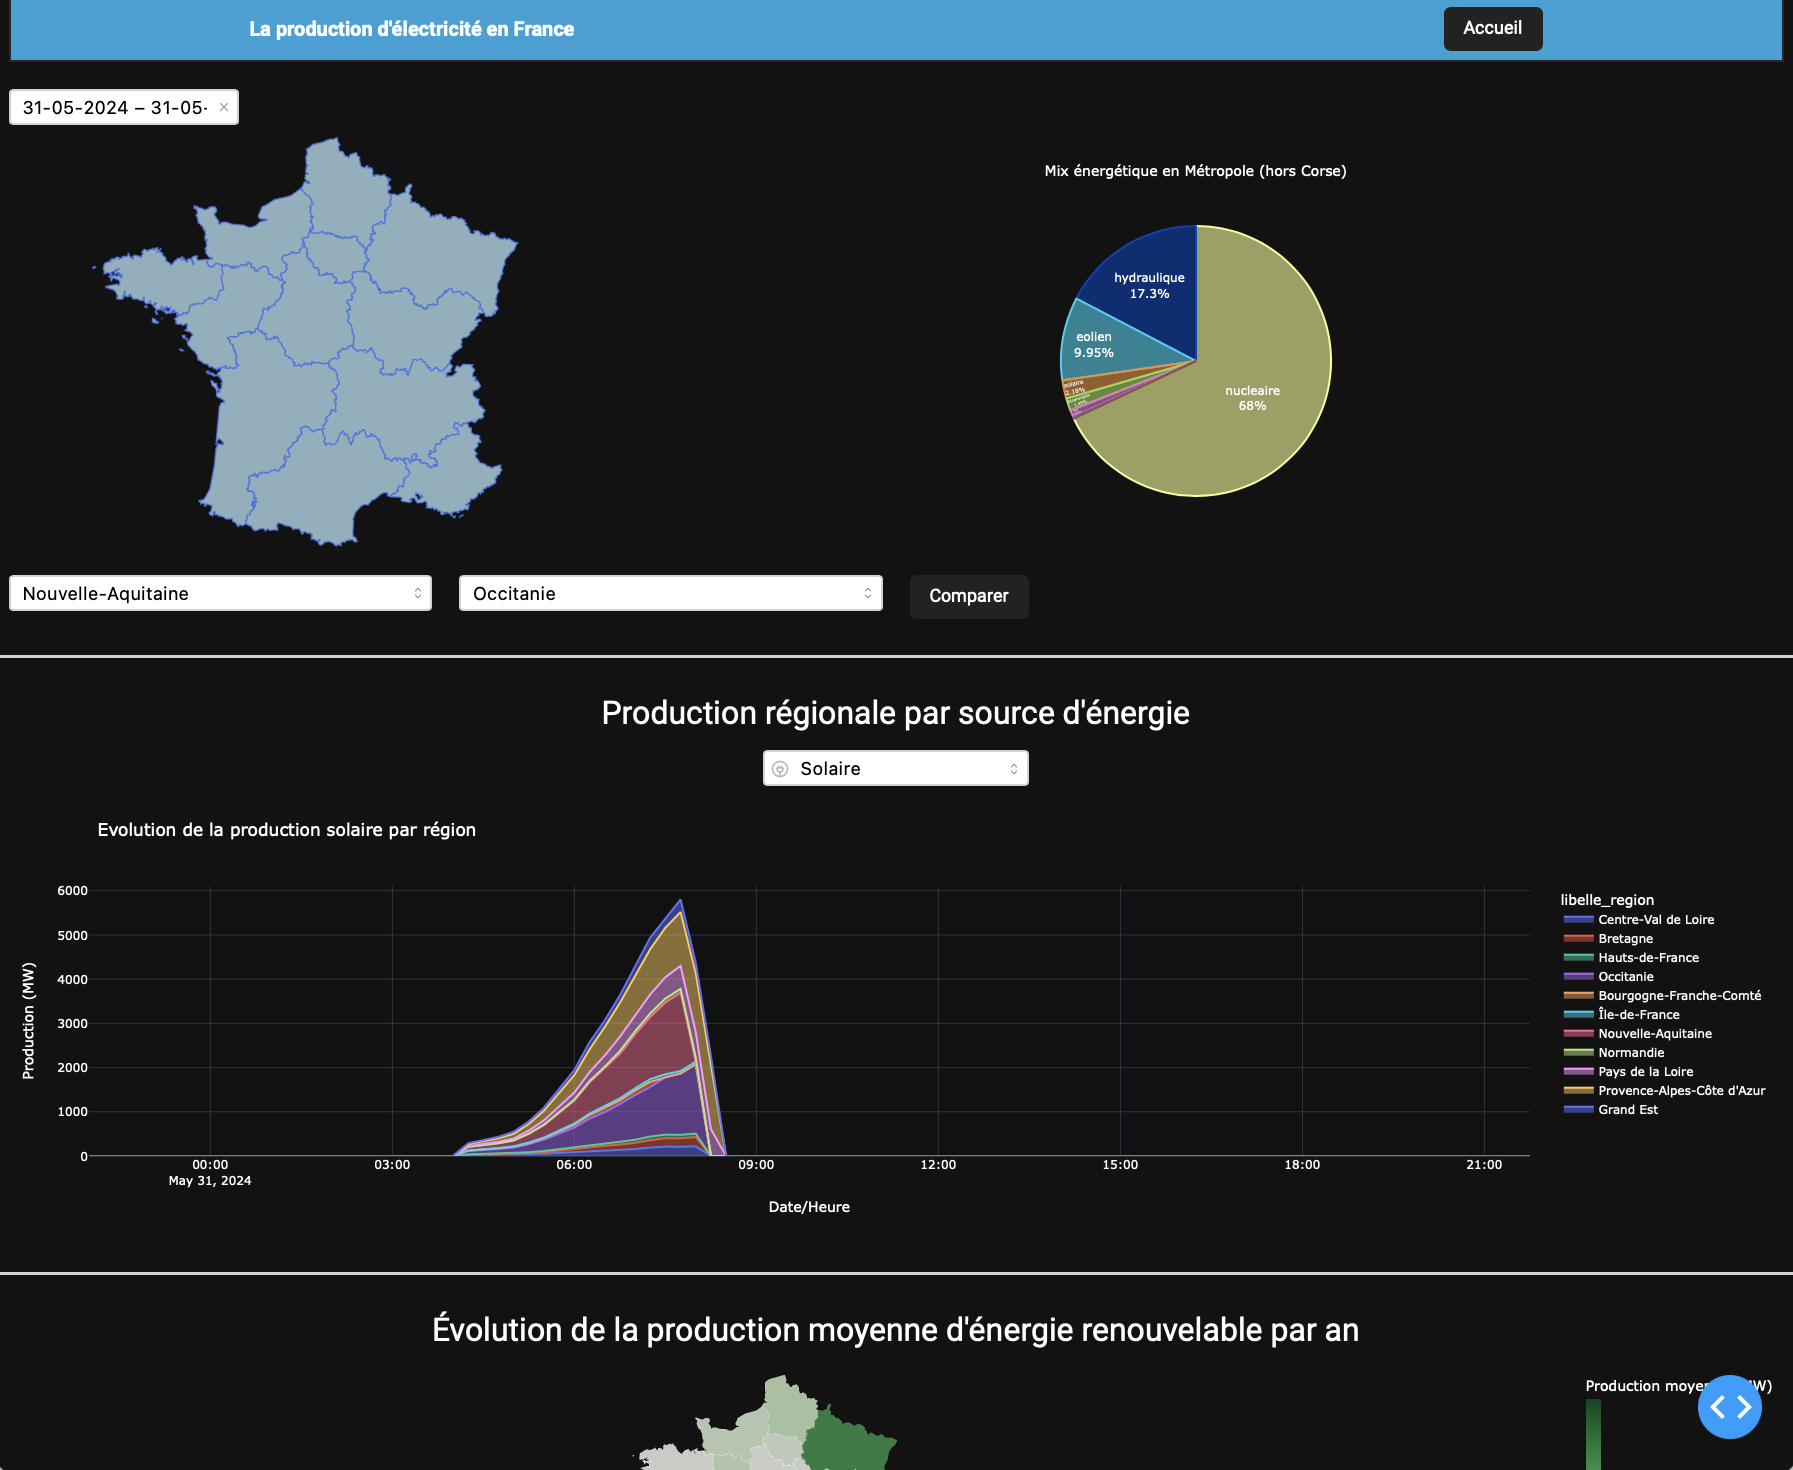 La production d'électricité en France
Accueil
31-05-2024 – 31-05-
Mix énergétique en Métropole (hors Corse)
hydraulique
17.3%
eolien
9.95%
solaire
2.18%
nucleaire
68%
Nouvelle-Aquitaine
Occitanie
Comparer
Production régionale par source d'énergie
Solaire
Evolution de la production solaire par région
6000
5000
4000
3000
2000
1000
0
Production (MW)
00:00
May 31, 2024
03:00
06:00
09:00
12:00
15:00
18:00
21:00
Date/Heure
libelle_region
Centre-Val de Loire
Bretagne
Hauts-de-France
Occitanie
Bourgogne-Franche-Comté
Île-de-France
Nouvelle-Aquitaine
Normandie
Pays de la Loire
Provence-Alpes-Côte d'Azur
Grand Est
Évolution de la production moyenne d'énergie renouvelable par an
Production